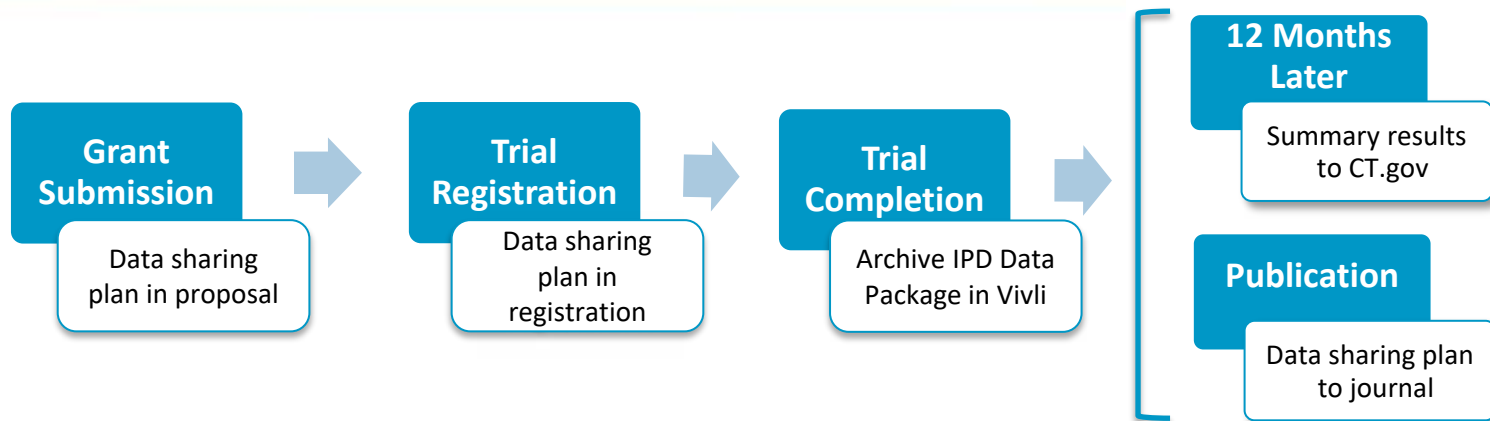 Grant
Submission
Data sharing
plan in proposal
Trial
Registration
Data sharing
plan in
registration
Trial
Completion
Archive IPD Data
Package in Vivli
12 Months
Later
Summary results
to CT.gov
Publication
Data sharing plan
to journal